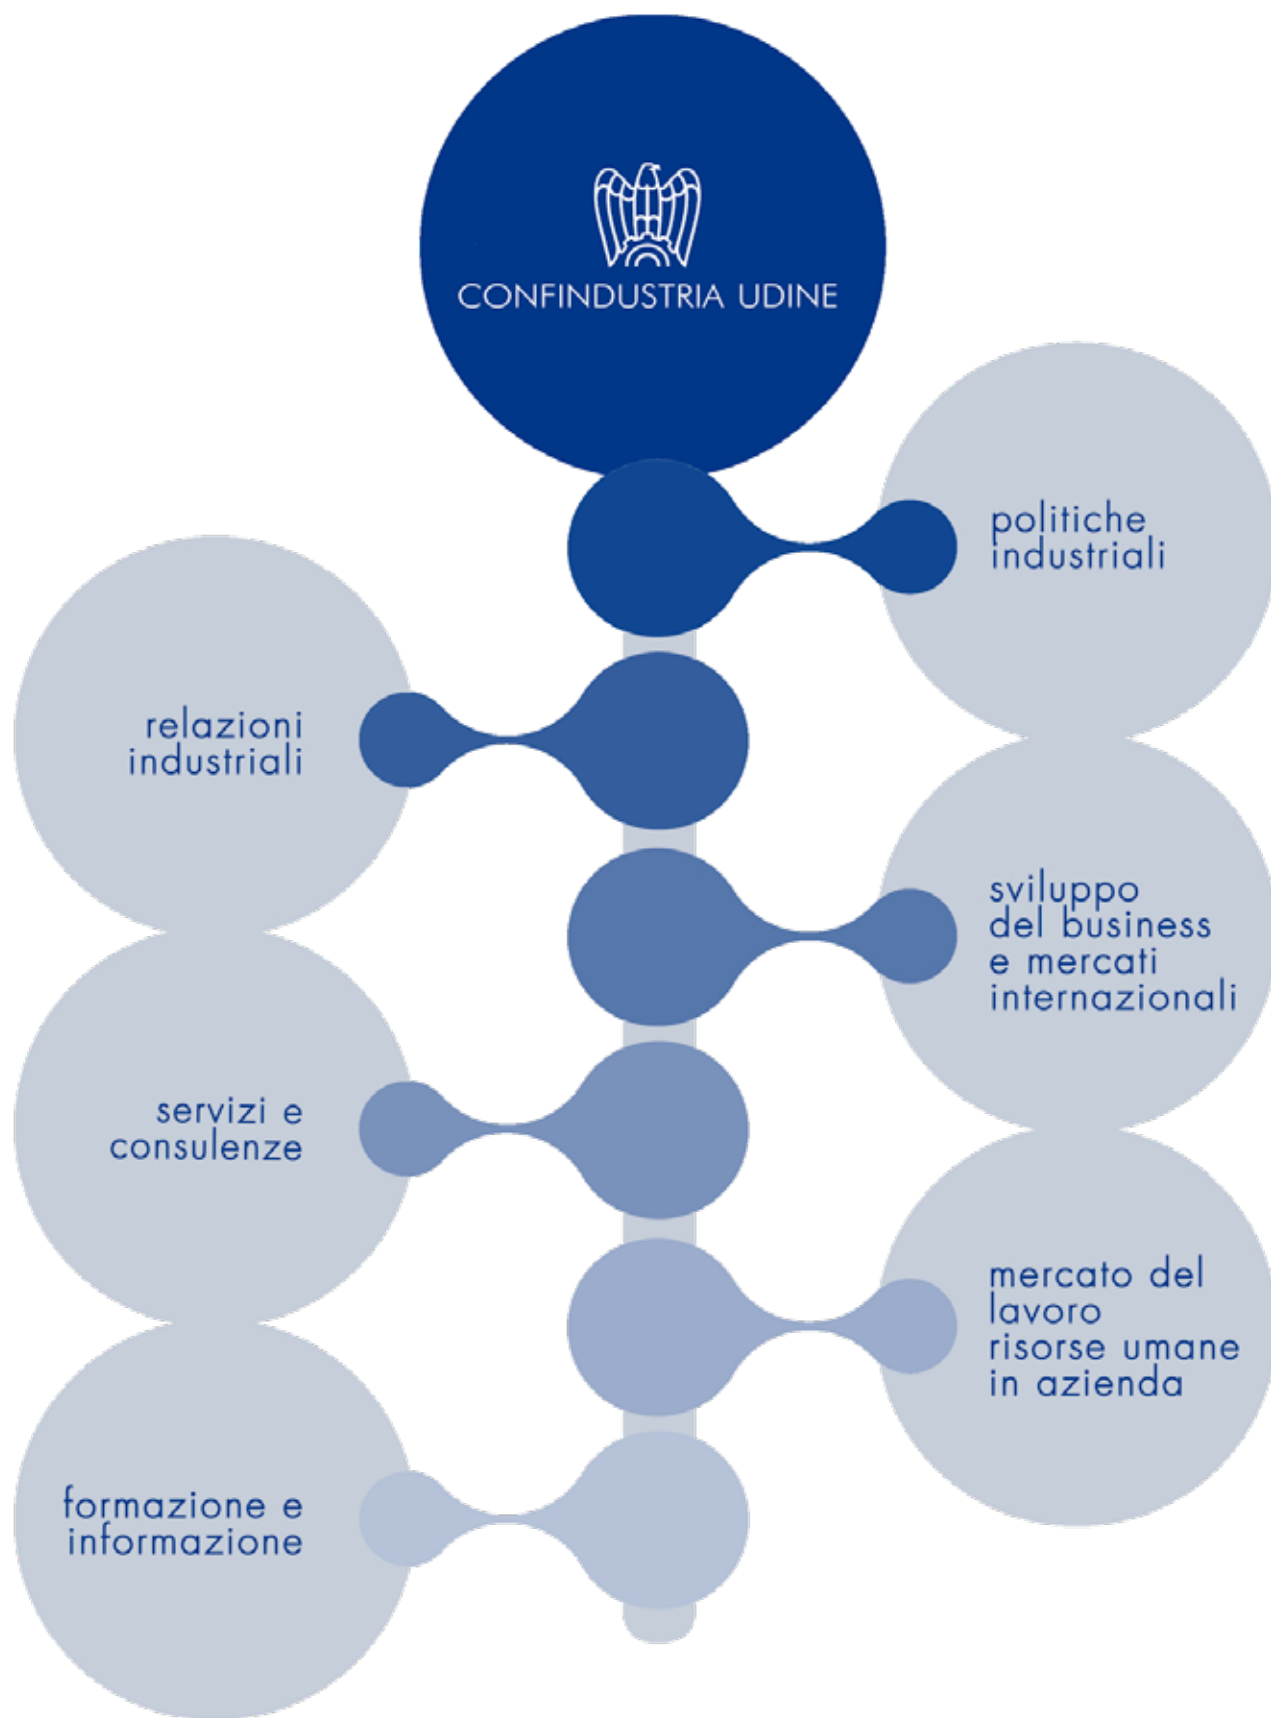 CONFINDUSTRIA UDINE
politiche
industriali
relazioni
industriali
sviluppo
del business
e mercati
internazionali
servizi e
consulenze
mercato del
lavoro
risorse umane
in azienda
formazione e
informazione